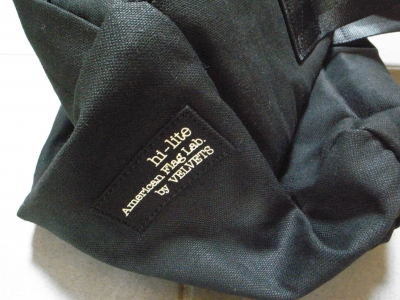 hi-lite
American Flag Lab.
by VELVETS